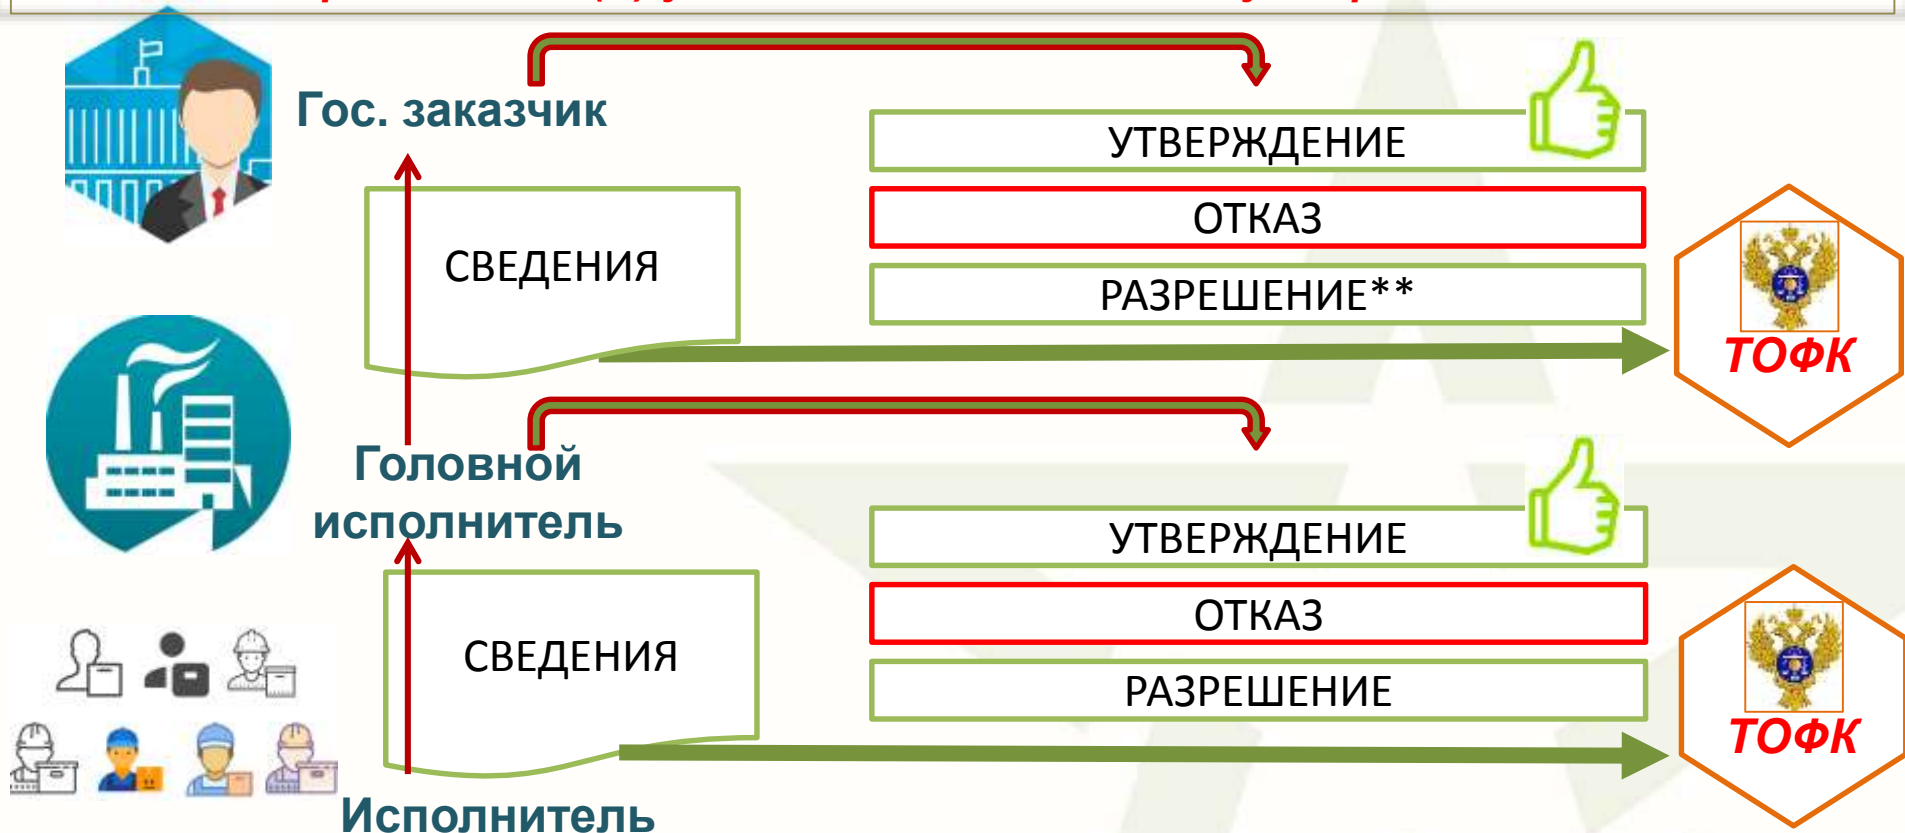 Гос. заказчик
УТВЕРЖДЕНИЕ
СВЕДЕНИЯ
ОТКАЗ
РАЗРЕШЕНИЕ**
ТОФК
Головной
исполнитель
УТВЕРЖДЕНИЕ
СВЕДЕНИЯ
ОТКАЗ
РАЗРЕШЕНИЕ
ТОФК
Исполнитель